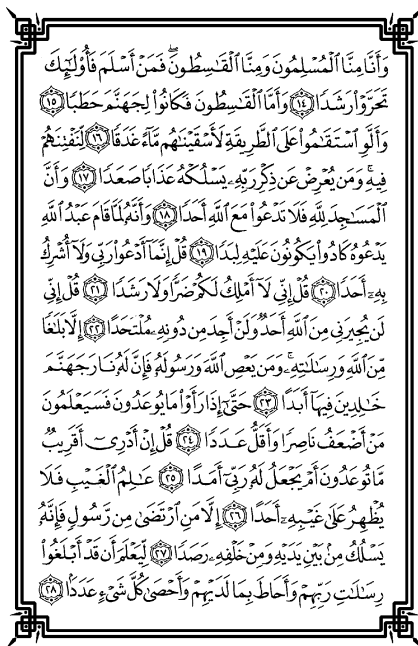 وَأَنَّا مِنَّا ٱلْمُسْلِمُونَ وَمِنَّا ٱلْقَٰسِطُونَۖ فَمَنْ أَسْلَمَ فَأُو۟لَٰٓئِكَ
تَحَرَّوْا۟ رَشَدًا ١٤ وَأَمَّا ٱلْقَٰسِطُونَ فَكَانُوا۟ لِجَهَنَّمَ حَطَبًا ١٥
وَأَلَّوِ ٱسْتَقَٰمُوا۟ عَلَى ٱلطَّرِيقَةِ لَأَسْقَيْنَٰهُم مَّآءً غَدَقًا ١٦ لِّنَفْتِنَهُمْ
فِيهِۚ وَمَن يُعْرِضْ عَن ذِكْرِ رَبِّهِۦ يَسْلُكْهُ عَذَابًا صَعَدًا ١٧ وَأَنَّ
ٱلْمَسَٰجِدَ لِلَّهِ فَلَا تَدْعُوا۟ مَعَ ٱللَّهِ أَحَدًا ١٨ وَأَنَّهُۥ لَمَّا قَامَ عَبْدُ ٱللَّهِ
يَدْعُوهُ كَادُوا۟ يَكُونُونَ عَلَيْهِ لِبَدًا ١٩ قُلْ إِنَّمَآ أَدْعُوا۟ رَبِّى وَلَآ أُشْرِكُ
بِهِۦٓ أَحَدًا ٢٠ قُلْ إِنِّى لَآ أَمْلِكُ لَكُمْ ضَرًّا وَلَا رَشَدًا ٢١ قُلْ إِنِّى
لَن يُجِيرَنِى مِنَ ٱللَّهِ أَحَدٌ وَلَنْ أَجِدَ مِن دُونِهِۦ مُلْتَحَدًا ٢٢ إِلَّا بَلَٰغًا
مِّنَ ٱللَّهِ وَرِسَٰلَٰتِهِۦۚ وَمَن يَعْصِ ٱللَّهَ وَرَسُولَهُۥ فَإِنَّ لَهُۥ نَارَ جَهَنَّمَ
خَٰلِدِينَ فِيهَآ أَبَدًا ٢٣ حَتَّىٰٓ إِذَا رَأَوْا۟ مَا يُوعَدُونَ فَسَيَعْلَمُونَ
مَنْ أَضْعَفُ نَاصِرًا وَأَقَلُّ عَدَدًا ٢٤ قُلْ إِنْ أَدْرِىٓ أَقَرِيبٌ
مَّا تُوعَدُونَ أَمْ يَجْعَلُ لَهُۥ رَبِّىٓ أَمَدًا ٢٥ عَٰلِمُ ٱلْغَيْبِ فَلَا
يُظْهِرُ عَلَىٰ غَيْبِهِۦٓ أَحَدًا ٢٦ إِلَّا مَنِ ٱرْتَضَىٰ مِن رَّسُولٍ فَإِنَّهُۥ
يَسْلُكُ مِنۢ بَيْنِ يَدَيْهِ وَمِنْ خَلْفِهِۦ رَصَدًا ٢٧ لِّيَعْلَمَ أَن قَدْ أَبْلَغُوا۟
رِسَٰلَٰتِ رَبِّهِمْ وَأَحَاطَ بِمَا لَدَيْهِمْ وَأَحْصَىٰ كُلَّ شَىْءٍ عَدَدًۢا ٢٨